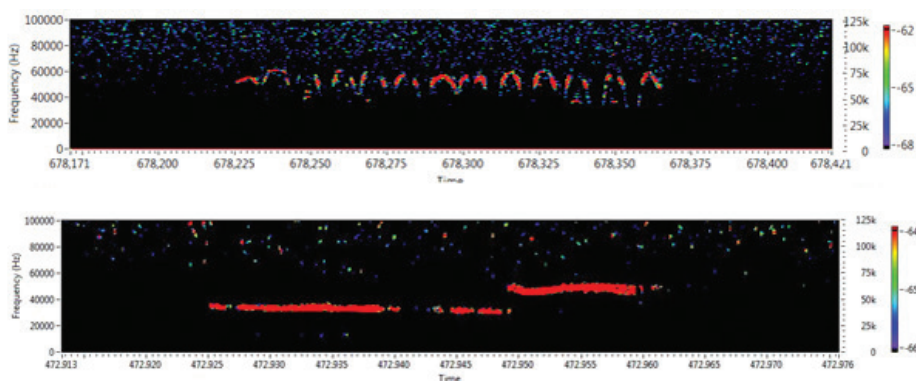 100000 125k -62
80000 100k
Frequency (Hz) 60000 75k -65
40000 50k
20000 25k
0 0 -68
678,171 678,200 678,225 678,250 678,275 678,300 678,325 678,350 678,375 678,400 678,421
Time
100000 125k -64
80000 100k
Frequency (Hz) 60000 75k -65
40000 50k
20000 25k
0 0 -66
472.913 472.920 472.925 472.930 472.935 472.940 472.945 472.950 472.955 472.960 472.965 472.970 472.976
Time